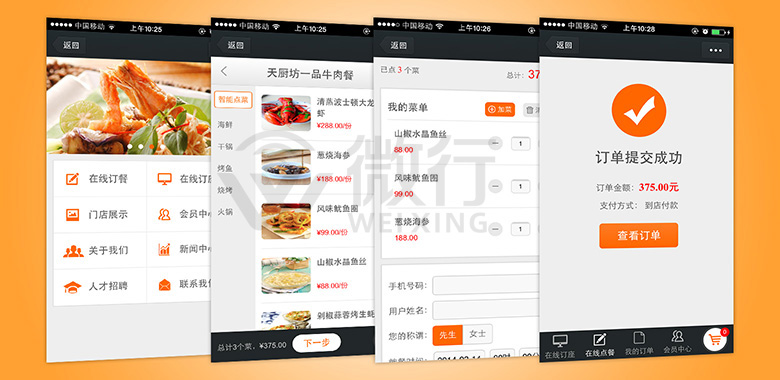 中国移动 上午10:25
返回
在线订餐
在线订座
门店展示
会员中心
关于我们
新闻中心
人才招聘
联系我们
中国移动 上午10:25
返回
天厨坊一品牛肉餐
智能点菜
海鲜
干锅
烤鱼
烧烤
火锅
清蒸波士顿大龙虾
¥288.00/份
葱烧海参
¥188.00/份
风味鱿鱼圈
¥99.00/份
山椒水晶鱼丝
¥88.00/份
剁椒蒜蓉烤生蚝
总计3个菜, ¥375.00
下一步
中国移动 上午10:26
返回
已点 3 个菜
总计:
我的菜单
加菜
山椒水晶鱼丝
88.00
1
风味鱿鱼圈
99.00
1
葱烧海参
188.00
1
手机号码:
用户姓名:
您的称谓:
先生
女士
中国移动 上午10:28
返回
订单提交成功
订单金额: 375.00元
支付方式: 到店付款
查看订单
在线订座
在线点餐
我的订单
会员中心
0
微行
WEIXING